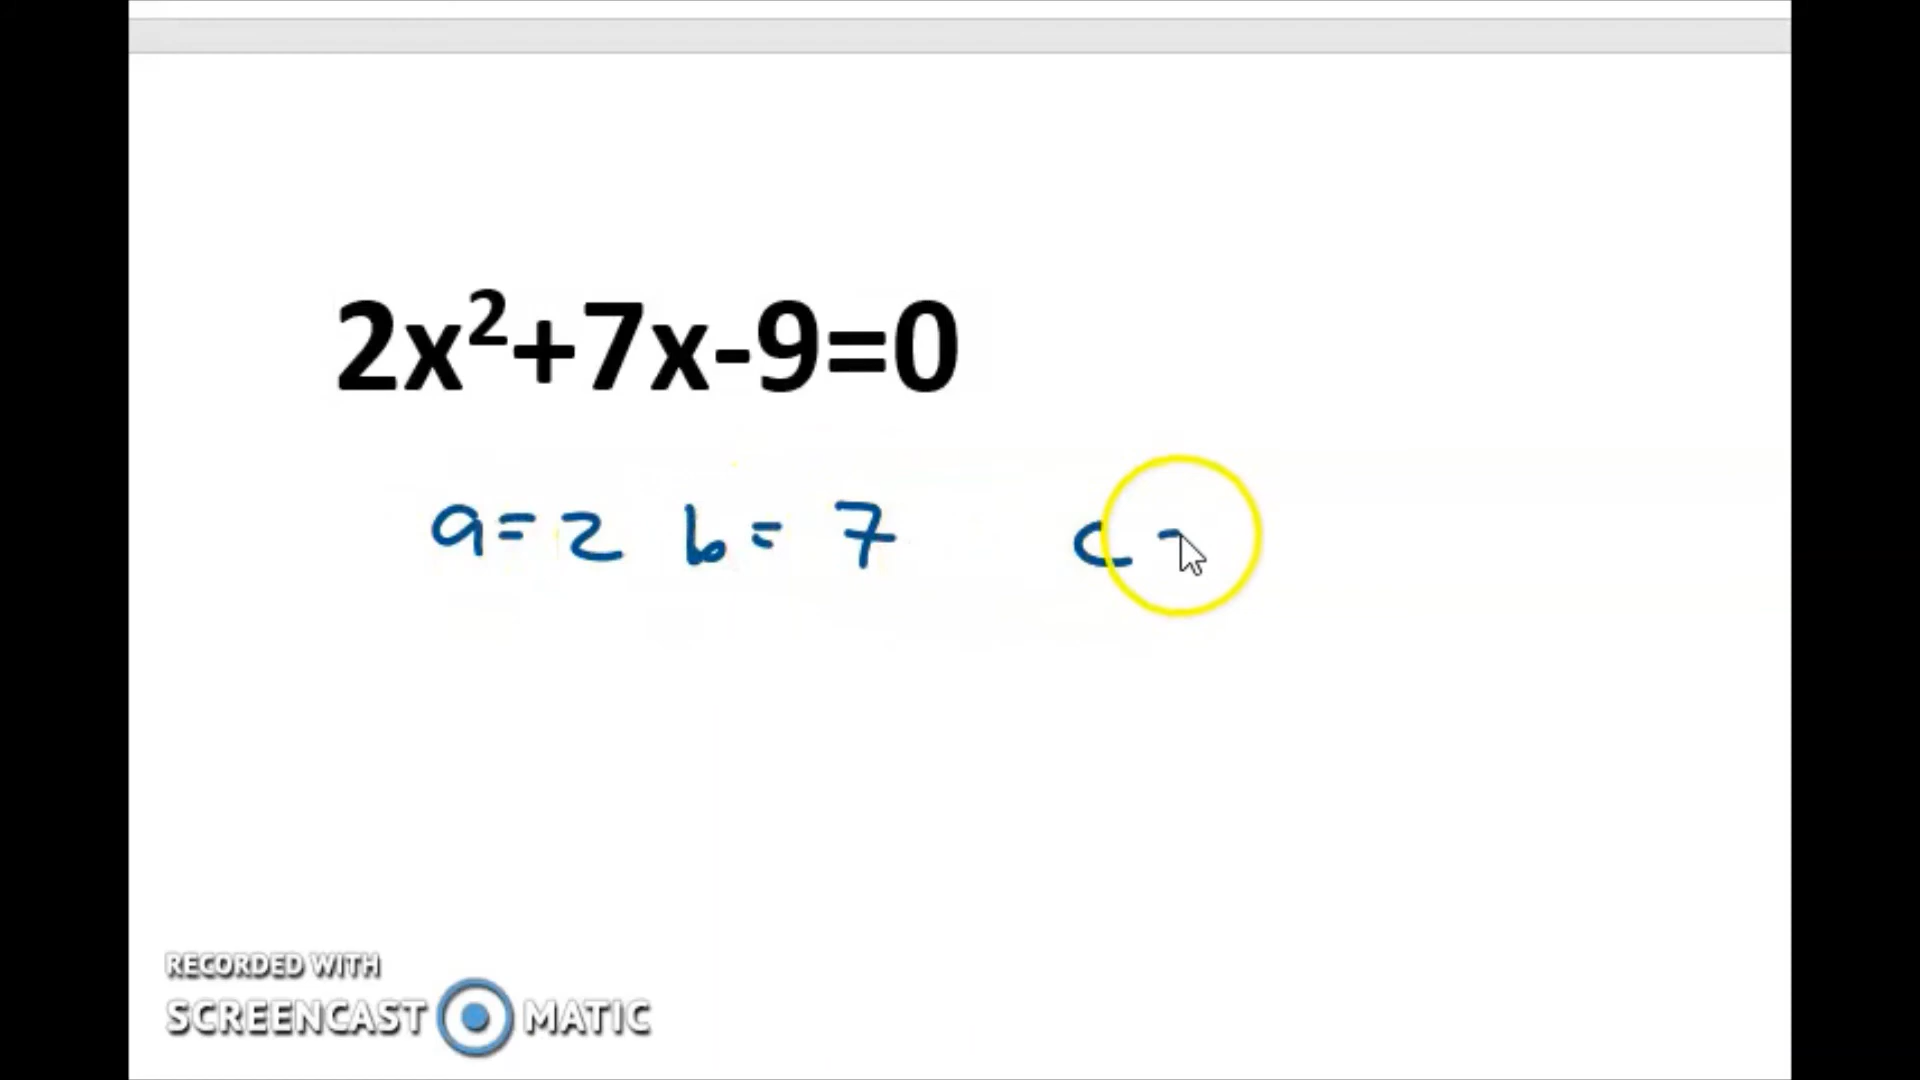 2x²+7x-9=0
a=2 b= 7 c -
RECORDED WITH
SCREENCAST MATIC